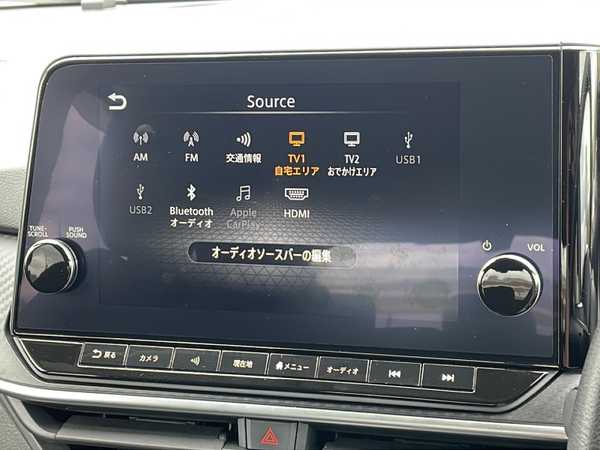 Source
AM
FM
交通情報
TV1
自宅エリア
TV2
おでかけエリア
USB1
USB2
Bluetooth
オーディオ
Apple
CarPlay
HDMI
オーディオソースバーの編集
TUNE·
SCROLL
PUSH
SOUND
VOL
戻る
カメラ
現在地
メニュー
オーディオ